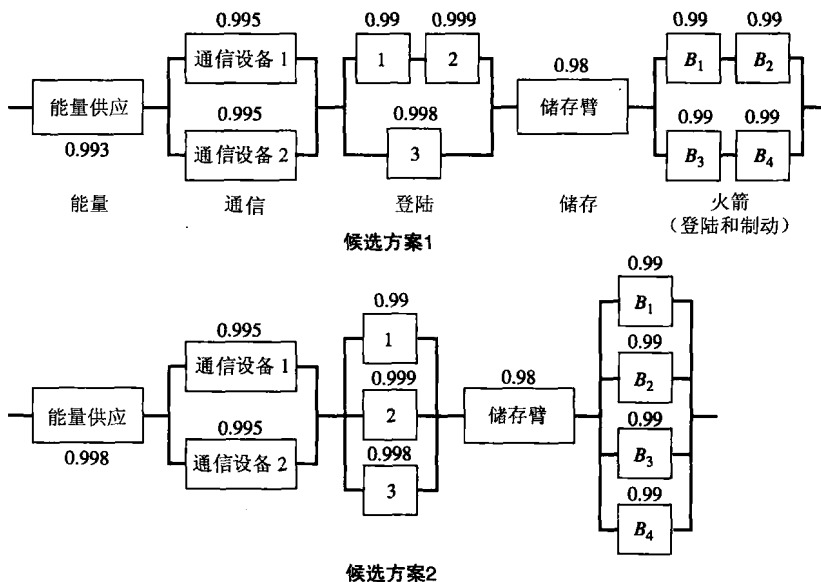 0.995 0.99 0.999 0.99 0.99
通信设备 1 1 2 0.98 B₁ B₂
能量供应 0.995 0.998 储存臂 0.99 0.99
0.993 通信设备 2 3 B₃ B₄
能量 通信 登陆 储存 火箭
(登陆和制动)
候选方案1
0.99
0.99 B₁
0.995 1 0.99
通信设备 1 0.999 0.98 B₂
能量供应 0.995 2 储存臂 0.99
0.998 通信设备 2 0.998 B₃
3 0.99
B₄
候选方案2